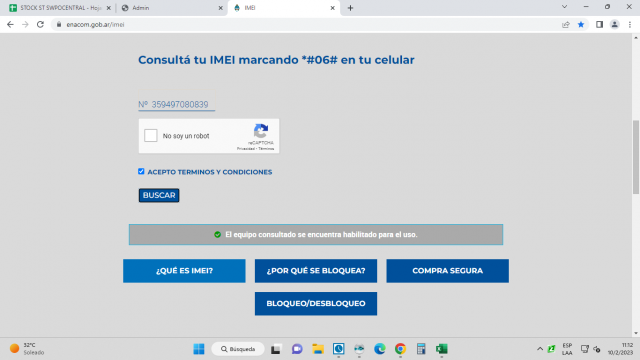 STOCK ST SWPOCENTRAL - Hoja
Admin
IMEI
enacom.gob.ar/imei
Consultá tu IMEI marcando *#06# en tu celular
Nº 359497080839
No soy un robot
reCAPTCHA
Privacidad - Términos
ACEPTO TERMINOS Y CONDICIONES
BUSCAR
El equipo consultado se encuentra habilitado para el uso.
¿QUÉ ES IMEI?
¿POR QUÉ SE BLOQUEA?
COMPRA SEGURA
BLOQUEO/DESBLOQUEO
32°C
Soleado
Búsqueda
ESP
LAA
11:12
10/2/2023